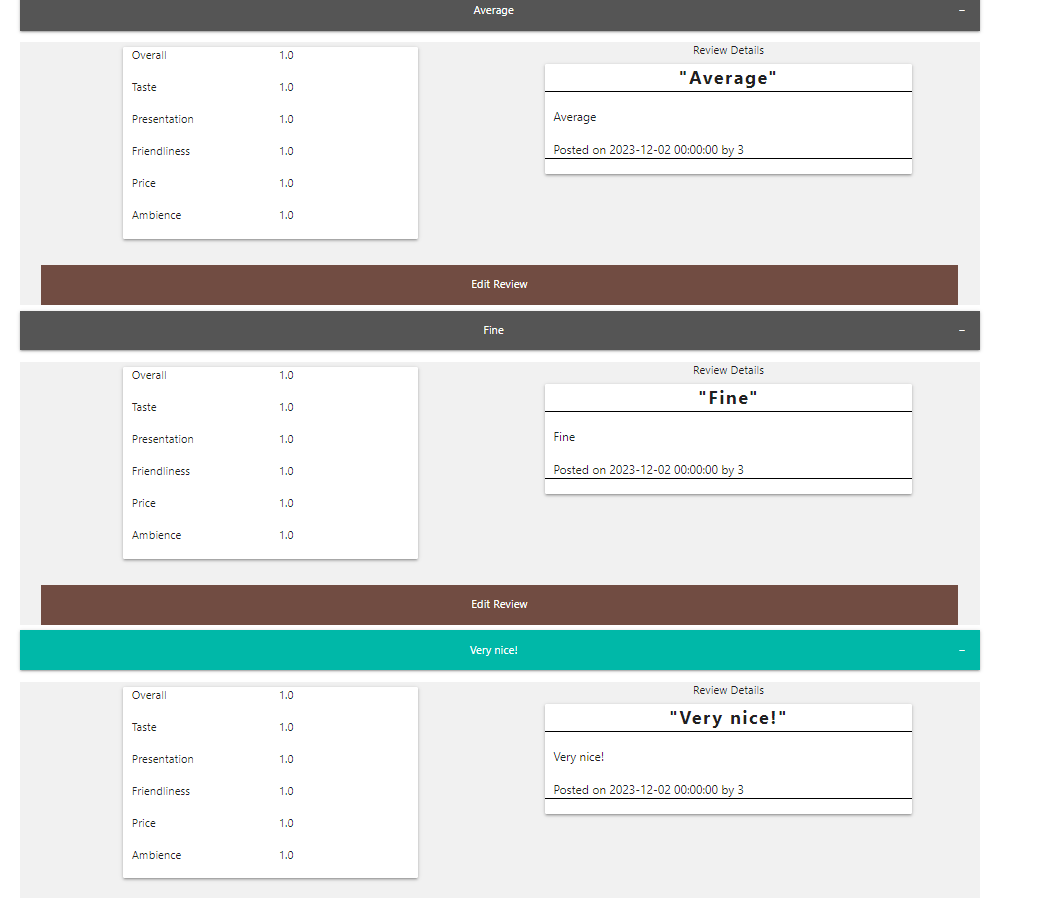 Average –
Review Details
Overall 1.0
"Average"
Taste 1.0
Presentation 1.0
Average
Friendliness 1.0
Posted on 2023-12-02 00:00:00 by 3
Price 1.0
Ambience 1.0
Edit Review
Fine –
Review Details
Overall 1.0
"Fine"
Taste 1.0
Presentation 1.0
Fine
Friendliness 1.0
Posted on 2023-12-02 00:00:00 by 3
Price 1.0
Ambience 1.0
Edit Review
Very nice! –
Review Details
Overall 1.0
"Very nice!"
Taste 1.0
Presentation 1.0
Very nice!
Friendliness 1.0
Posted on 2023-12-02 00:00:00 by 3
Price 1.0
Ambience 1.0